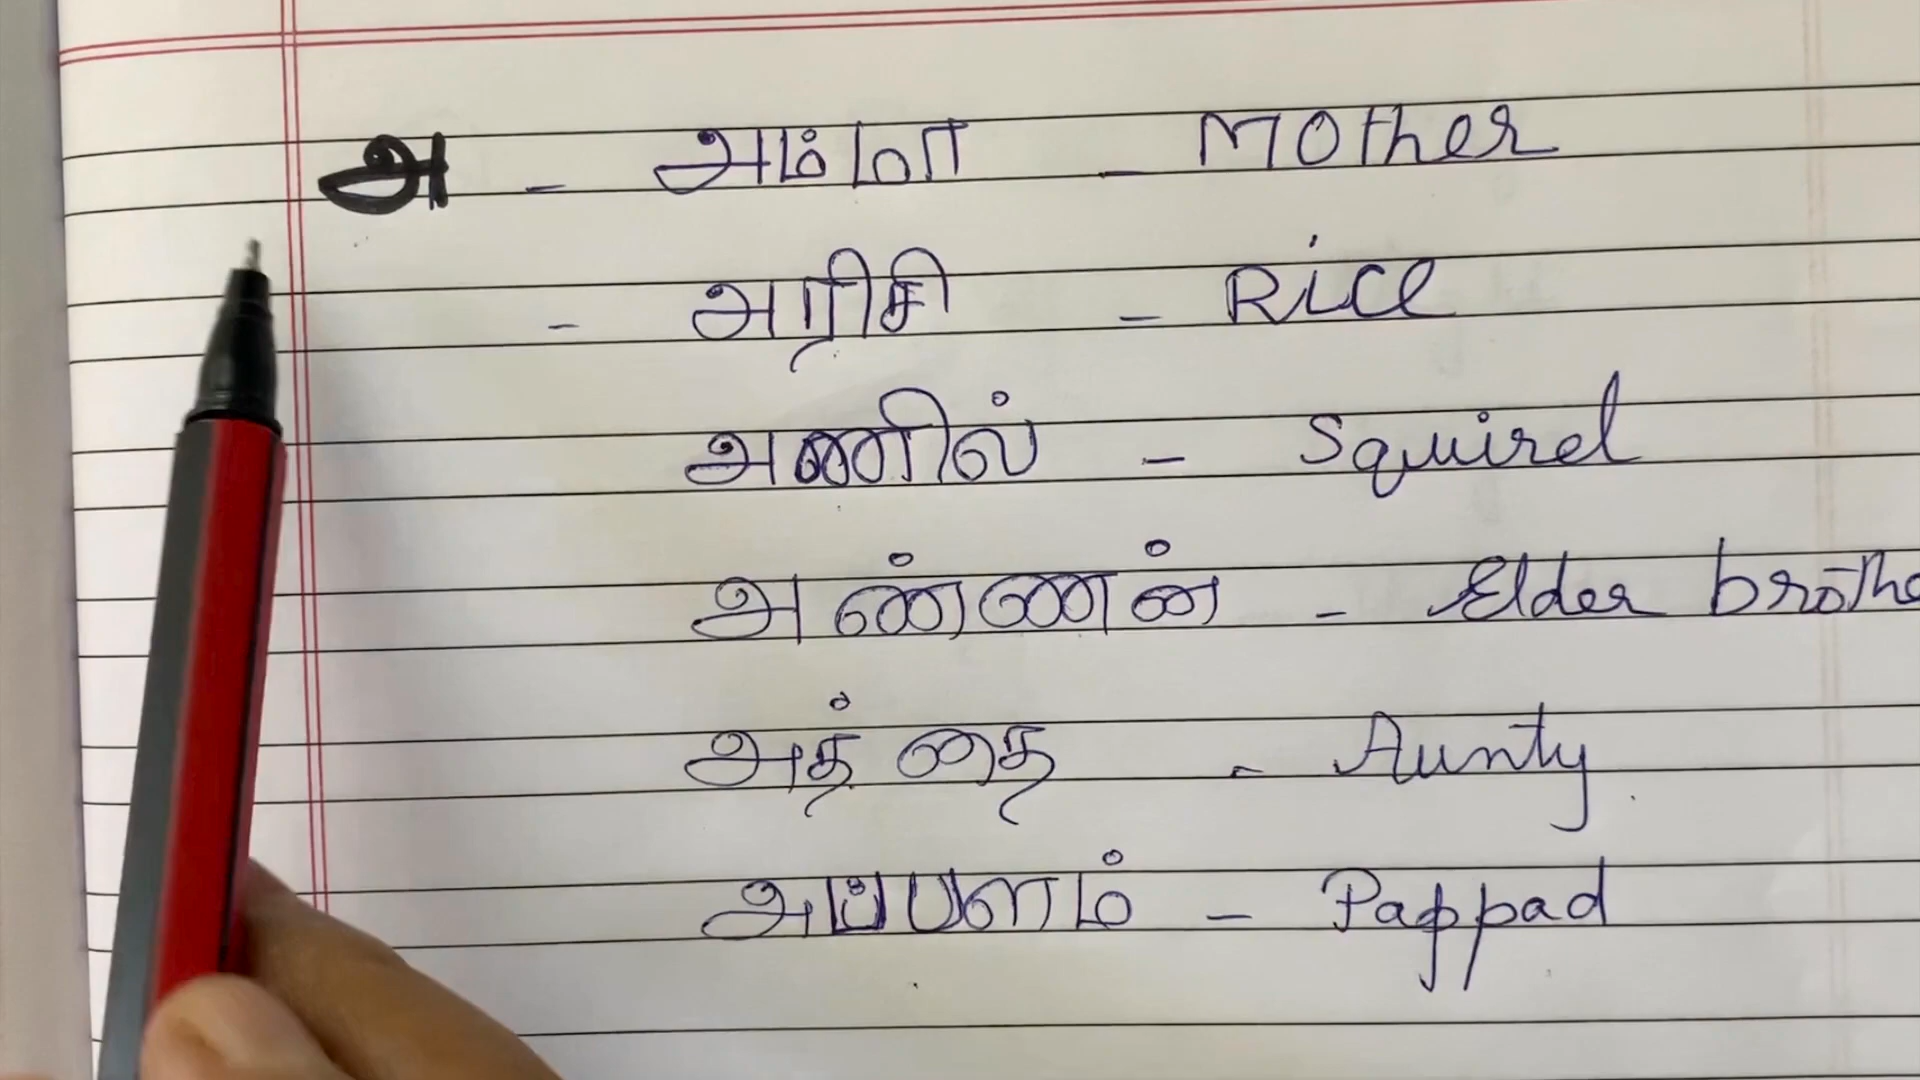 அ - அம்மா - Mother
- அரிசி - Rice
அணில் - Squirel
அண்ணன் - Elder brothe
அத்தை - Aunty
அப்பளம் - Pappad